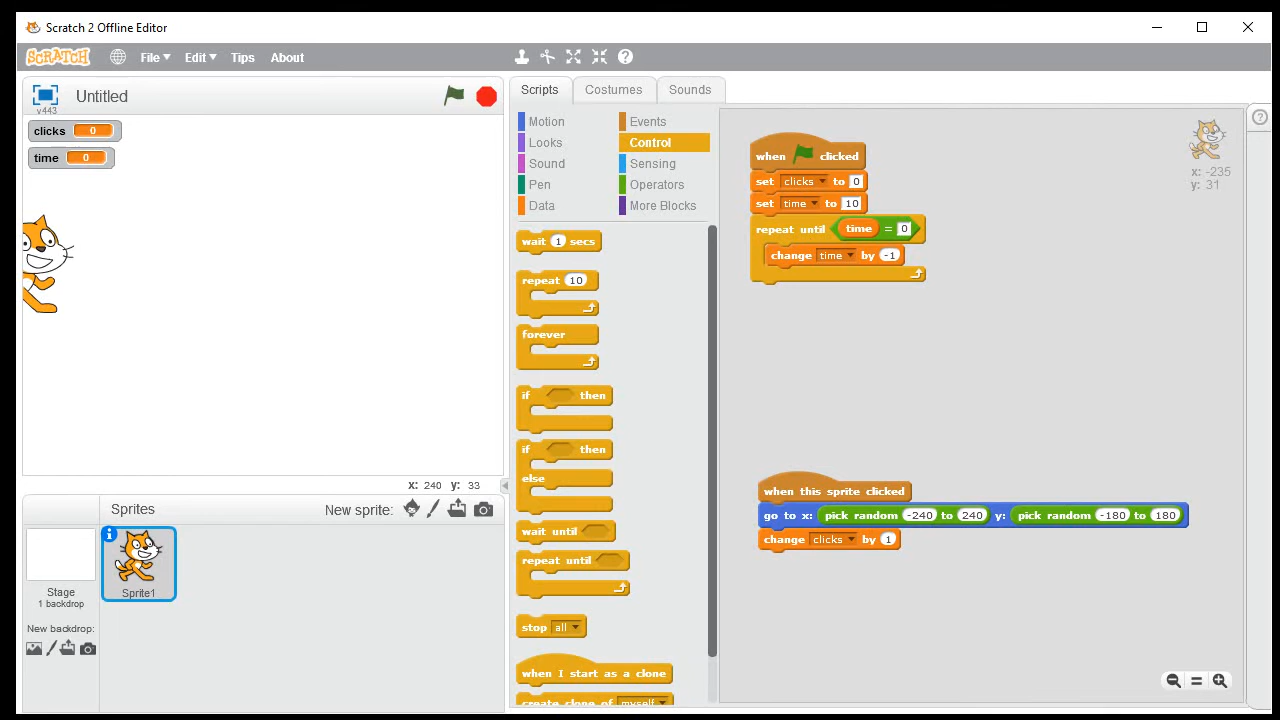 Scratch 2 Offline Editor
SCRATCH File Edit Tips About
v443 Untitled
clicks 0
time 0
x: 240 y: 33
Sprites New sprite:
Stage
1 backdrop
New backdrop:
Sprite1
Scripts Costumes Sounds
Motion Events
Looks Control
Sound Sensing
Pen Operators
Data More Blocks
wait 1 secs
repeat 10
forever
if then
if then
else
wait until
repeat until
stop all
when I start as a clone
create clone of myself
when clicked
set clicks to 0
set time to 10
repeat until time = 0
change time by -1
when this sprite clicked
go to x: pick random -240 to 240 y: pick random -180 to 180
change clicks by 1
x: -235
y: 31